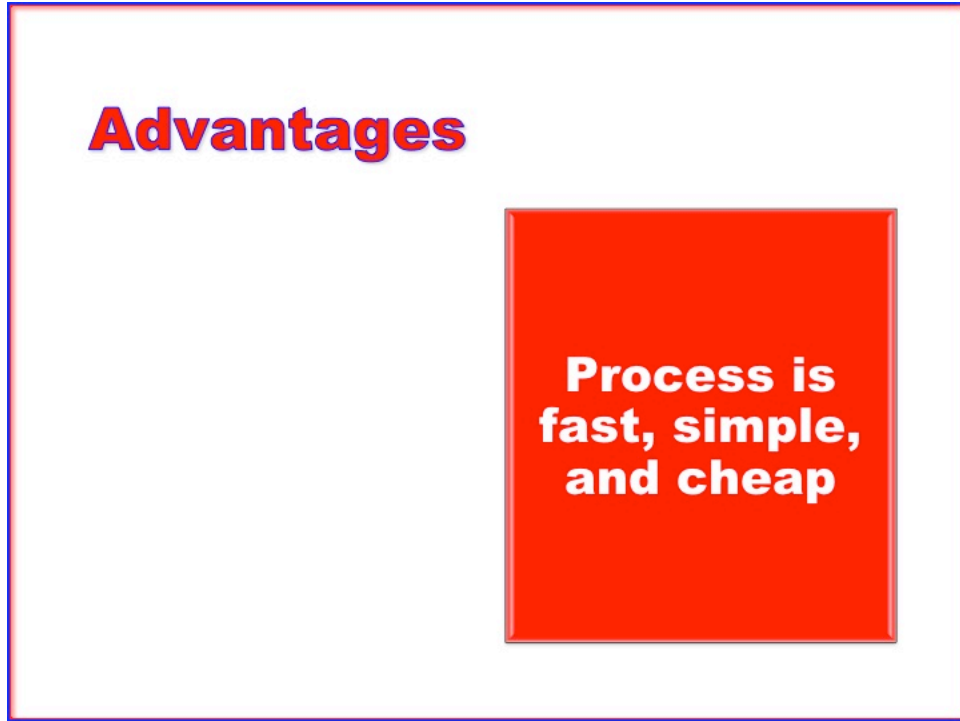 Advantages
Process is
fast, simple,
and cheap